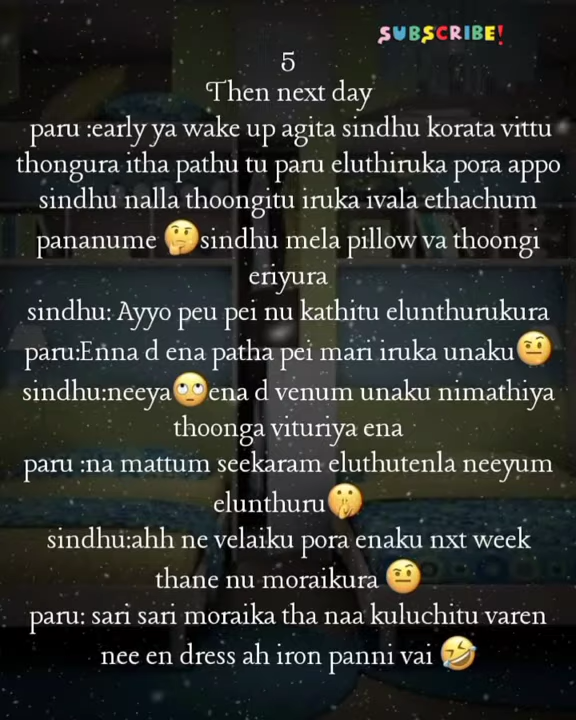 SUBSCRIBE!
5
Then next day
paru :early ya wake up agita sindhu korata vittu
thongura itha pathu tu paru eluthiruka pora appo
sindhu nalla thoongitu iruka ivala ethachum
pananume 🤔sindhu mela pillow va thoongi
eriyura
sindhu: Ayyo peu pei nu kathitu elunthurukura
paru:Enna d ena patha pei mari iruka unaku🤨
sindhu:neeya🙄ena d venum unaku nimathiya
thoonga vituriya ena
paru :na mattum seekaram eluthutenla neeyum
elunthuru🤫
sindhu:ahh ne velaiku pora enaku nxt week
thane nu moraikura 🤨
paru: sari sari moraika tha naa kuluchitu varen
nee en dress ah iron panni vai 🤣